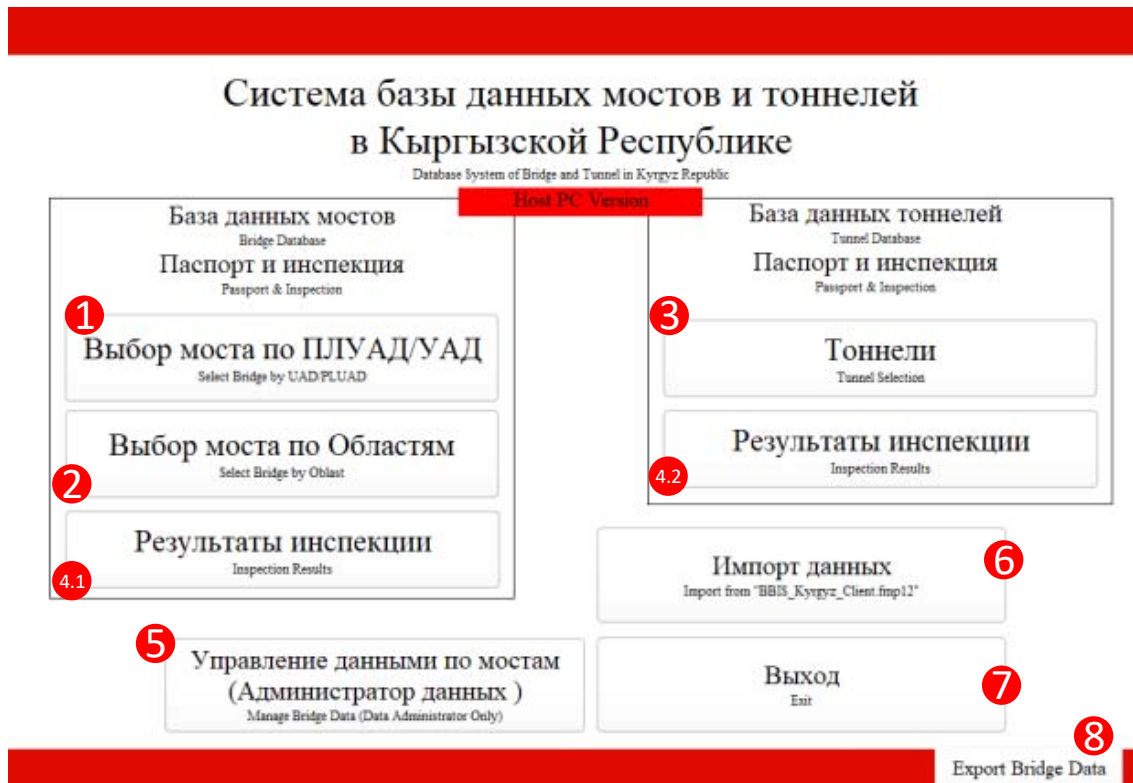 Система базы данных мостов и тоннелей
в Кыргызской Республике
Database System of Bridge and Tunnel in Kyrgyz Republic
Host PC Version
База данных мостов
Bridge Database
Паспорт и инспекция
Passport & Inspection
1
Выбор моста по ПЛУАД/УАД
Select Bridge by UAD/PLUAD
Выбор моста по Областям
Select Bridge by Oblast
2
Результаты инспекции
Inspection Results
4.1
База данных тоннелей
Tunnel Database
Паспорт и инспекция
Passport & Inspection
3
Тоннели
Tunnel Selection
Результаты инспекции
Inspection Results
4.2
5
Управление данными по мостам
(Администратор данных )
Manage Bridge Data (Data Administrator Only)
6
Импорт данных
Import from "BBIS_Kyrgyz_Client.fmp12"
Выход
Exit
7
8
Export Bridge Data